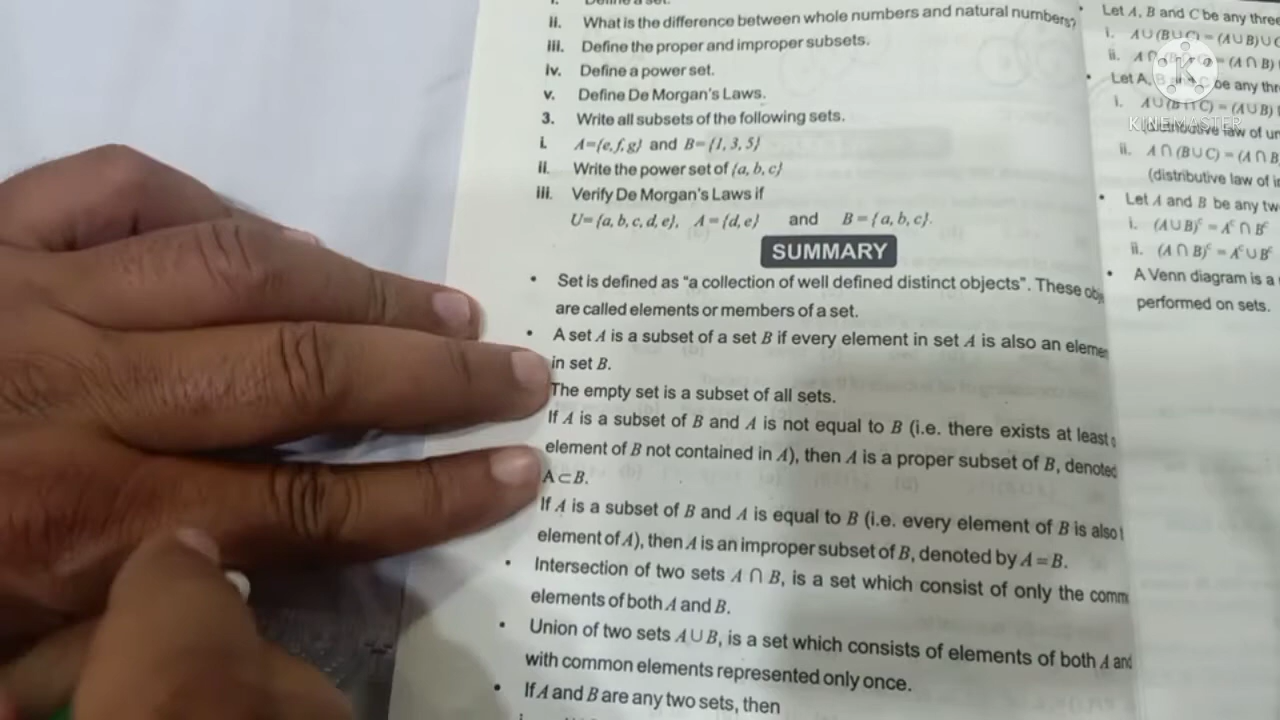 ii. What is the difference between whole numbers and natural numbers?
iii. Define the proper and improper subsets.
iv. Define a power set.
v. Define De Morgan's Laws.
3. Write all subsets of the following sets.
i. A={e, f, g} and B={1, 3, 5}
ii. Write the power set of {a, b, c}
iii. Verify De Morgan's Laws if
U={a, b, c, d, e}, A={d, e} and B={a, b, c}.
SUMMARY
• Set is defined as "a collection of well defined distinct objects". These
are called elements or members of a set.
• A set A is a subset of a set B if every element in set A is also an
in set B.
The empty set is a subset of all sets.
If A is a subset of B and A is not equal to B (i.e. there exists at least
element of B not contained in A), then A is a proper subset of B, denoted
A⊂B.
If A is a subset of B and A is equal to B (i.e. every element of B is also
element of A), then A is an improper subset of B, denoted by A=B.
• Intersection of two sets A ∩ B, is a set which consist of only the
elements of both A and B.
• Union of two sets A∪B, is a set which consists of elements of both A and
with common elements represented only once.
• If A and B are any two sets, then
Let A, B and C be any
i. A∪(B∪C) = (A∪B)∪
ii. = (A∩B)
• Let A, be any
i. A∪(B∩C) = (A∪B)
law of
ii. A∩(B∪C) = (A∩B
(distributive law of
• Let A and B be any
i. (A∪B)ᶜ = Aᶜ∩Bᶜ
ii. (A∩B)ᶜ = Aᶜ∪Bᶜ
• A Venn diagram is a
performed on sets.
K
KINEMASTER